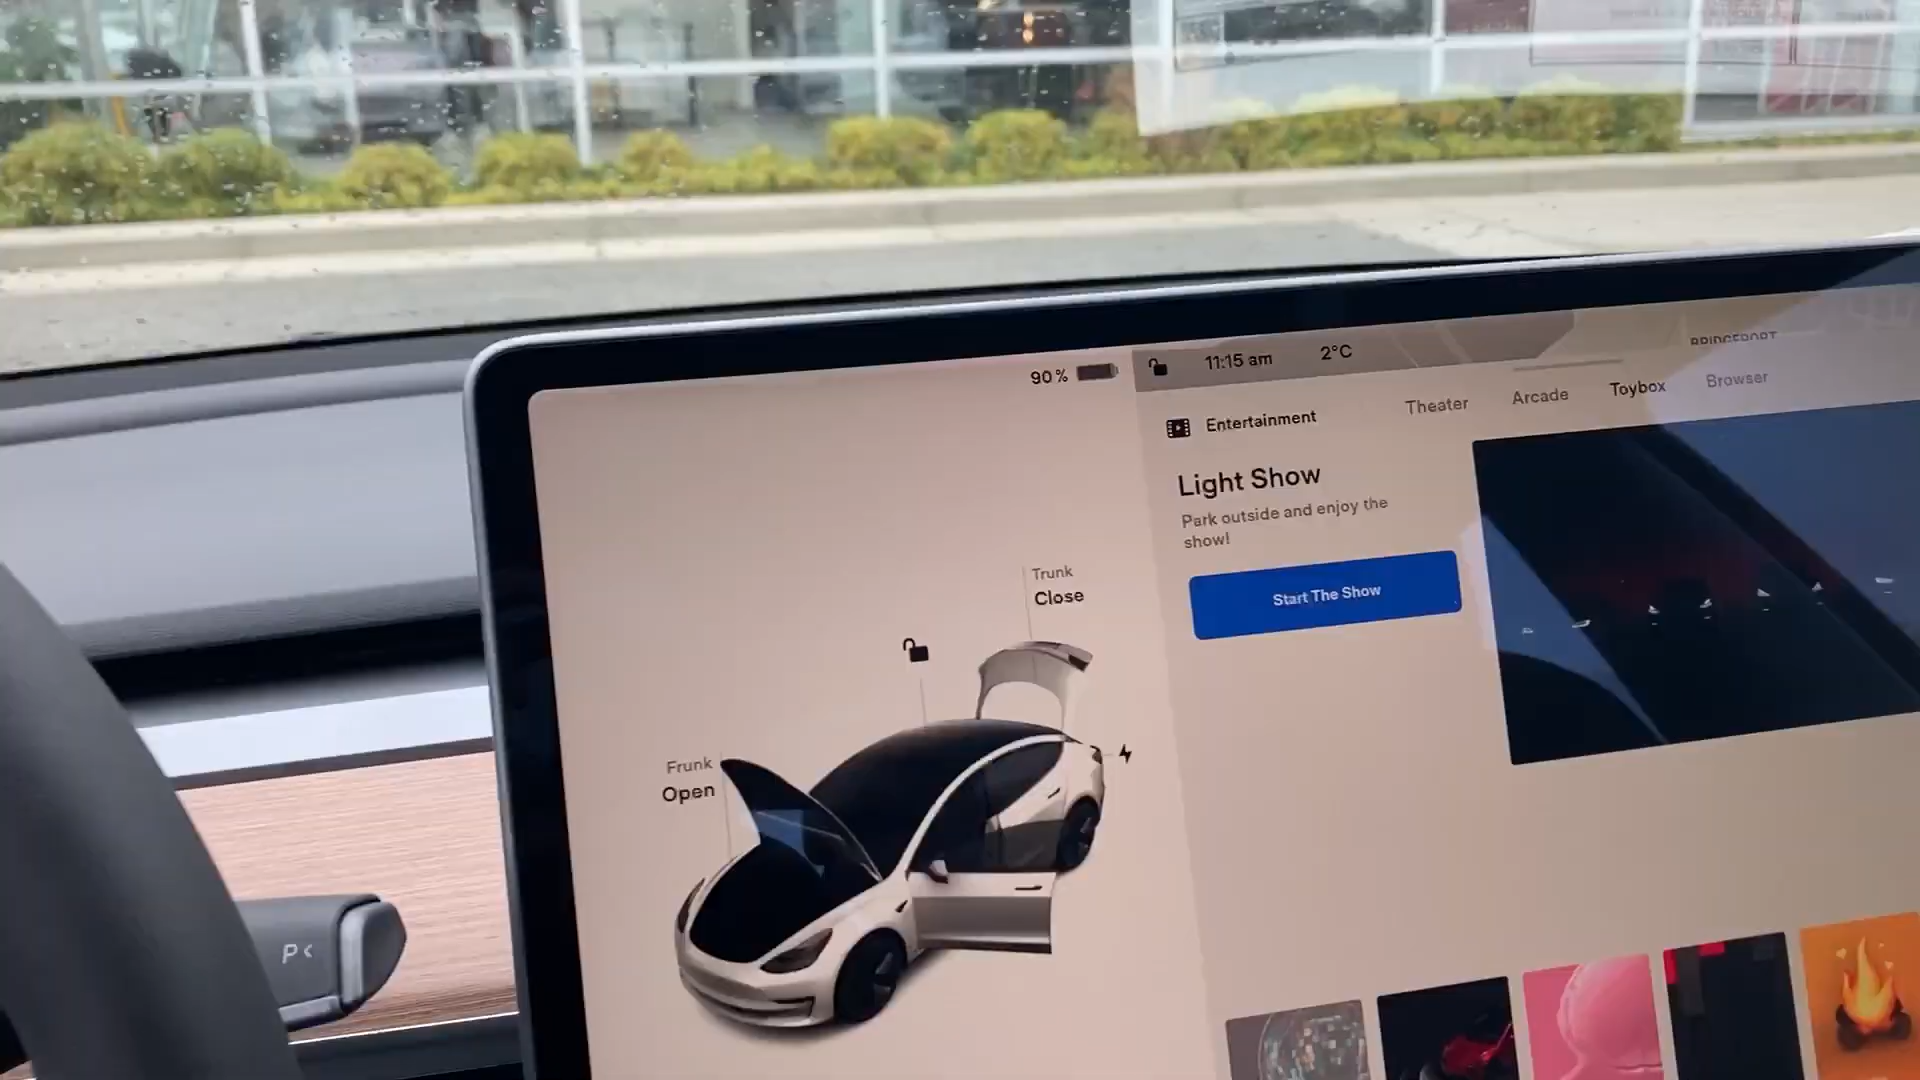 90%
11:15 am
2°C
BRIDGEPORT
Entertainment
Theater
Arcade
Toybox
Browser
Light Show
Park outside and enjoy the
show!
Start The Show
Trunk
Close
Frunk
Open
P<